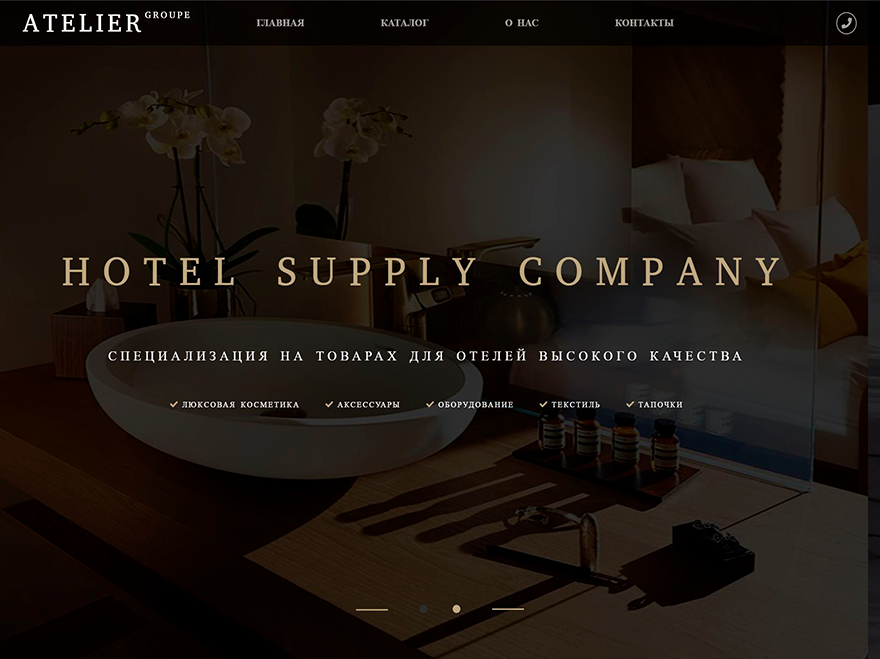 ATELIER GROUPE
ГЛАВНАЯ КАТАЛОГ О НАС КОНТАКТЫ
HOTEL SUPPLY COMPANY
СПЕЦИАЛИЗАЦИЯ НА ТОВАРАХ ДЛЯ ОТЕЛЕЙ ВЫСОКОГО КАЧЕСТВА
ЛЮКСОВАЯ КОСМЕТИКА АКСЕССУАРЫ ОБОРУДОВАНИЕ ТЕКСТИЛЬ ТАПОЧКИ